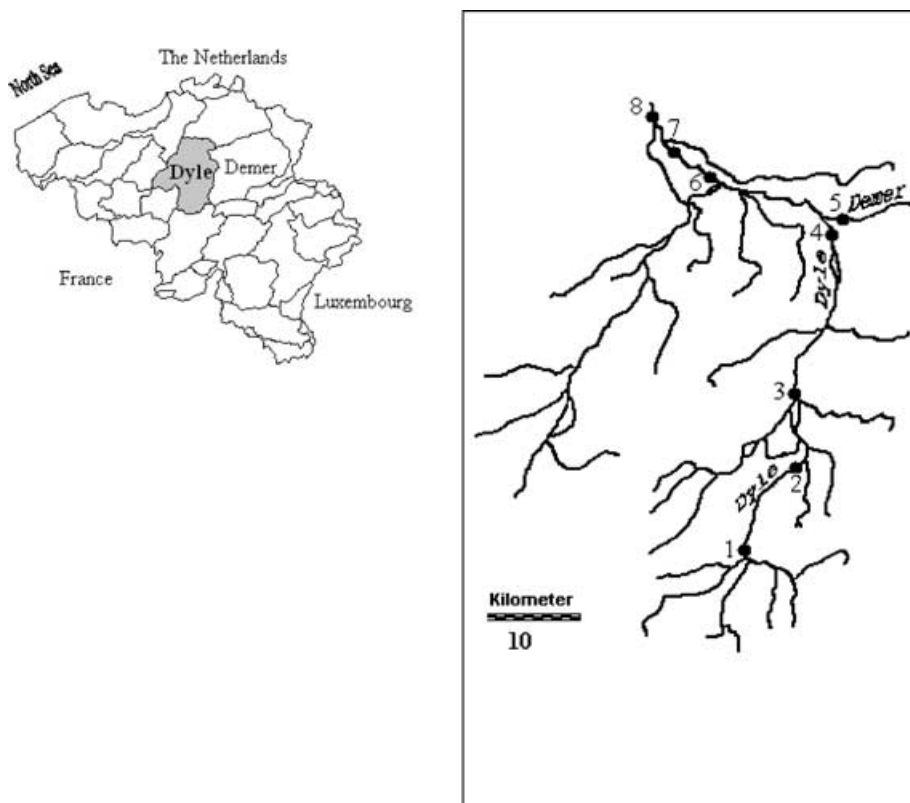 The Netherlands
North Sea
Dyle
Demer
France
Luxembourg
8
7
6
5
Demer
4
Dyle
3
2
Dyle
1
Kilometer
10